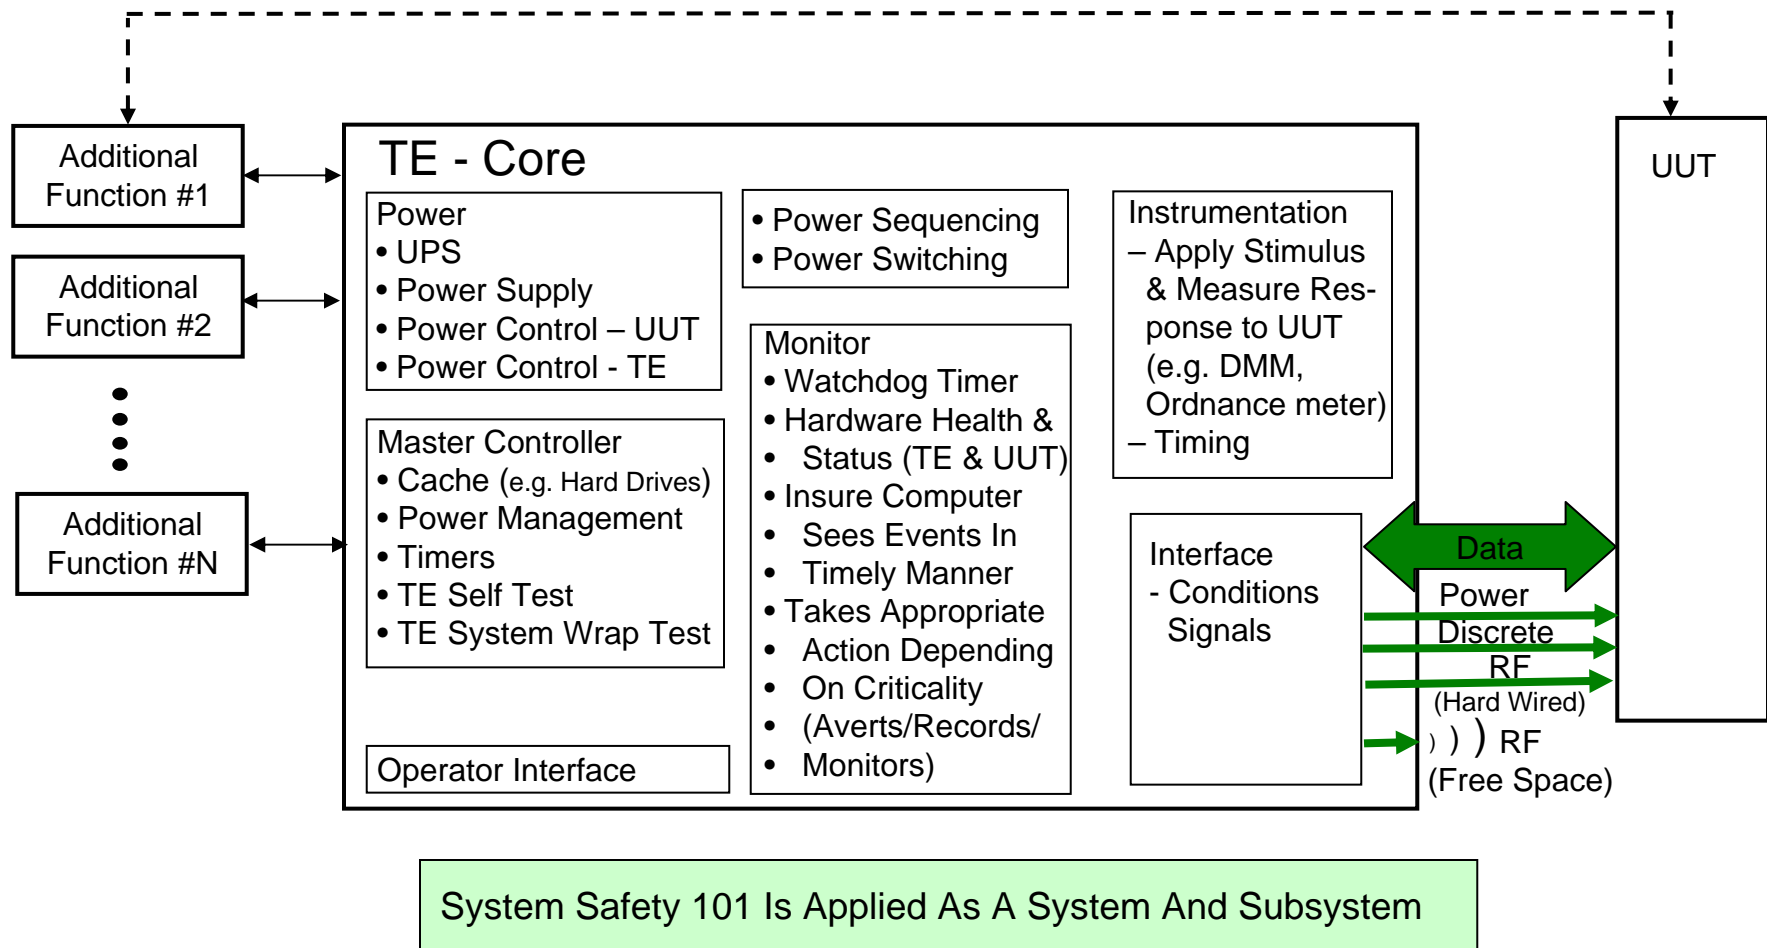 Additional
Function #1
Additional
Function #2
Additional
Function #N
TE - Core
Power
• UPS
• Power Supply
• Power Control – UUT
• Power Control - TE
Master Controller
• Cache (e.g. Hard Drives)
• Power Management
• Timers
• TE Self Test
• TE System Wrap Test
Operator Interface
• Power Sequencing
• Power Switching
Monitor
• Watchdog Timer
• Hardware Health &
• Status (TE & UUT)
• Insure Computer
• Sees Events In
• Timely Manner
• Takes Appropriate
• Action Depending
• On Criticality
• (Averts/Records/
• Monitors)
Instrumentation
– Apply Stimulus
& Measure Res-
ponse to UUT
(e.g. DMM,
Ordnance meter)
– Timing
Interface
- Conditions
Signals
Data
Power
Discrete
RF
(Hard Wired)
) ) ) RF
(Free Space)
UUT
System Safety 101 Is Applied As A System And Subsystem